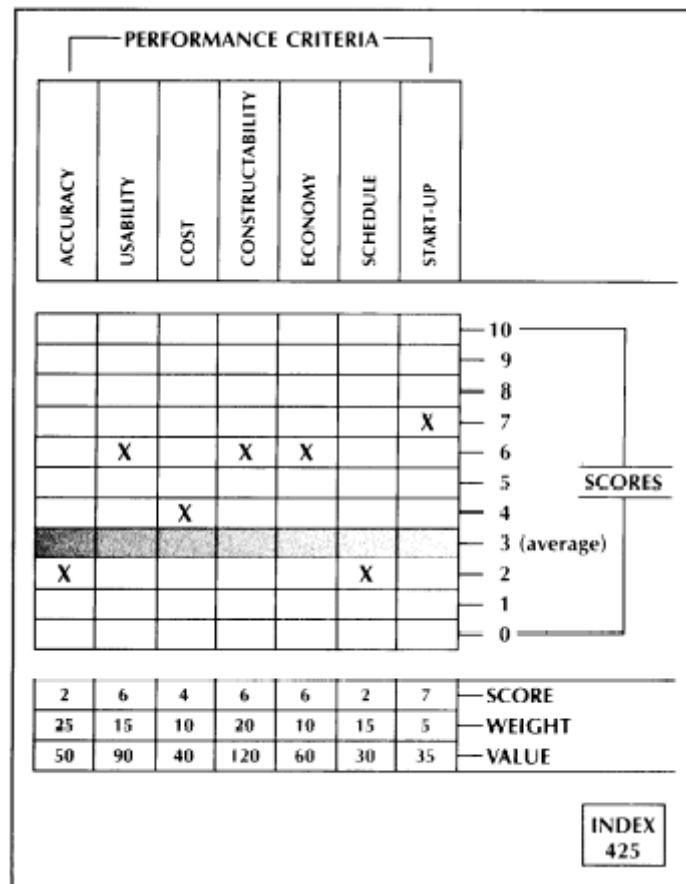 PERFORMANCE CRITERIA
ACCURACY
USABILITY
COST
CONSTRUCTABILITY
ECONOMY
SCHEDULE
START-UP
10
9
8
X 7
X X X 6
5 SCORES
X 4
3 (average)
X X 2
1
0
2 6 4 6 6 2 7 SCORE
25 15 10 20 10 15 5 WEIGHT
50 90 40 120 60 30 35 VALUE
INDEX
425